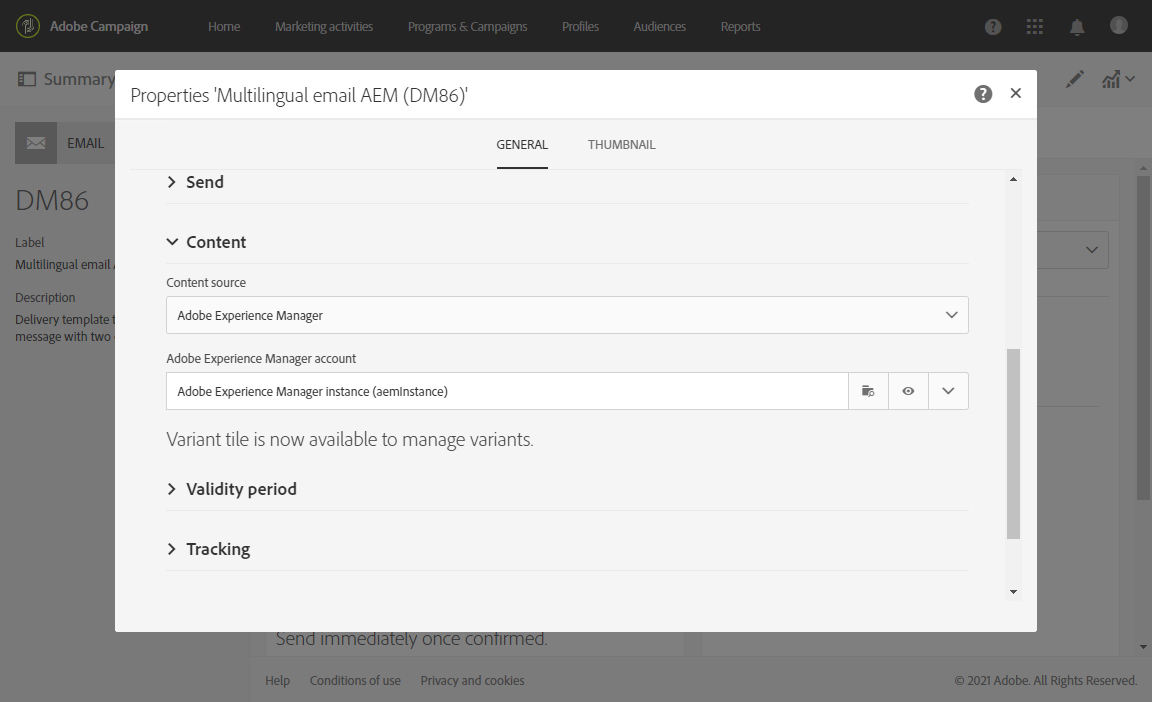 Adobe Campaign
Home
Marketing activities
Programs & Campaigns
Profiles
Audiences
Reports
Summary
Properties 'Multilingual email AEM (DM86)'
EMAIL
GENERAL
THUMBNAIL
DM86
Label
Multilingual email
Description
Delivery template
message with two
Send
Content
Content source
Adobe Experience Manager
Adobe Experience Manager account
Adobe Experience Manager instance (aemInstance)
Variant tile is now available to manage variants.
Validity period
Tracking
Send immediately once confirmed.
Help
Conditions of use
Privacy and cookies
© 2021 Adobe. All Rights Reserved.